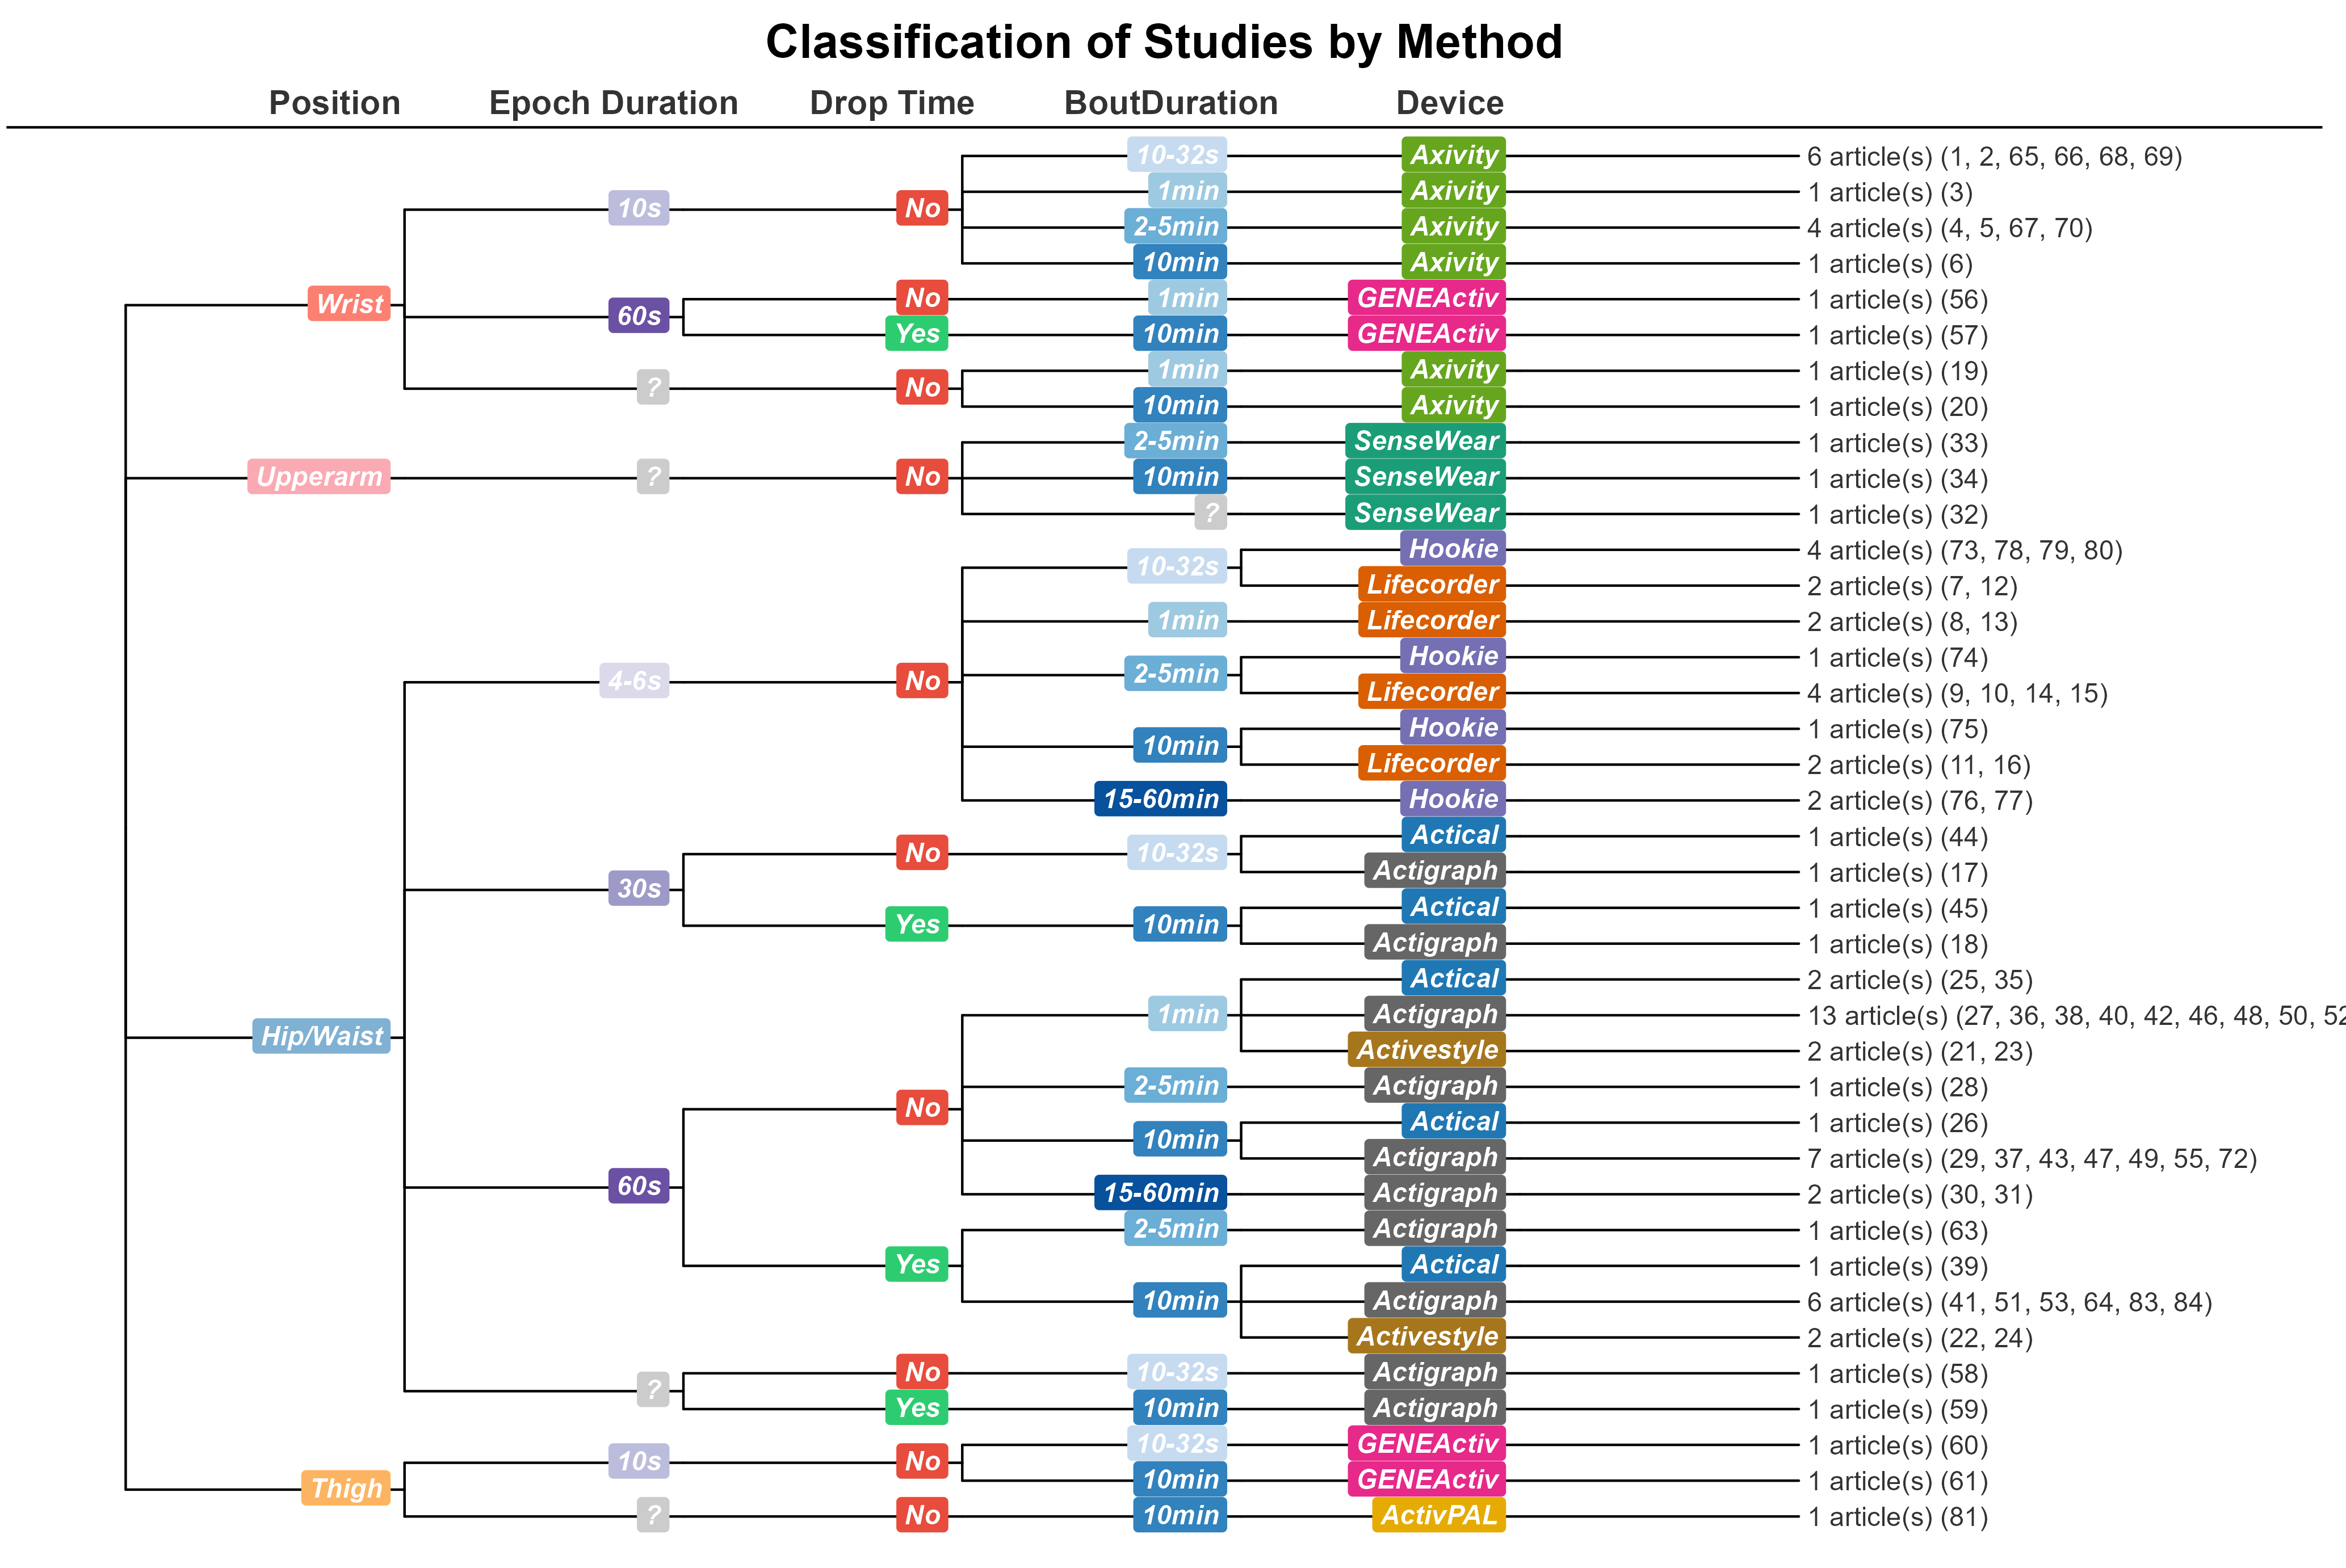 Classification of Studies by Method
Position Epoch Duration Drop Time BoutDuration Device
10-32s Axivity 6 article(s) (1, 2, 65, 66, 68, 69)
1min Axivity 1 article(s) (3)
10s No
2-5min Axivity 4 article(s) (4, 5, 67, 70)
10min Axivity 1 article(s) (6)
Wrist
No 1min GENEActiv 1 article(s) (56)
60s
Yes 10min GENEActiv 1 article(s) (57)
1min Axivity 1 article(s) (19)
? No
10min Axivity 1 article(s) (20)
2-5min SenseWear 1 article(s) (33)
Upperarm ? No 10min SenseWear 1 article(s) (34)
? SenseWear 1 article(s) (32)
Hookie 4 article(s) (73, 78, 79, 80)
10-32s
Lifecorder 2 article(s) (7, 12)
1min Lifecorder 2 article(s) (8, 13)
Hookie 1 article(s) (74)
2-5min
4-6s No
Lifecorder 4 article(s) (9, 10, 14, 15)
Hookie 1 article(s) (75)
10min
Lifecorder 2 article(s) (11, 16)
15-60min Hookie 2 article(s) (76, 77)
Actical 1 article(s) (44)
No 10-32s
Actigraph 1 article(s) (17)
30s
Actical 1 article(s) (45)
Yes 10min
Actigraph 1 article(s) (18)
Actical 2 article(s) (25, 35)
1min Actigraph 13 article(s) (27, 36, 38, 40, 42, 46, 48, 50, 52
Hip/Waist
Activestyle 2 article(s) (21, 23)
2-5min Actigraph 1 article(s) (28)
No
Actical 1 article(s) (26)
10min
Actigraph 7 article(s) (29, 37, 43, 47, 49, 55, 72)
60s
15-60min Actigraph 2 article(s) (30, 31)
2-5min Actigraph 1 article(s) (63)
Yes
Actical 1 article(s) (39)
10min Actigraph 6 article(s) (41, 51, 53, 64, 83, 84)
Activestyle 2 article(s) (22, 24)
No 10-32s Actigraph 1 article(s) (58)
?
Yes 10min Actigraph 1 article(s) (59)
10-32s GENEActiv 1 article(s) (60)
10s No
10min GENEActiv 1 article(s) (61)
Thigh
? No 10min ActivPAL 1 article(s) (81)